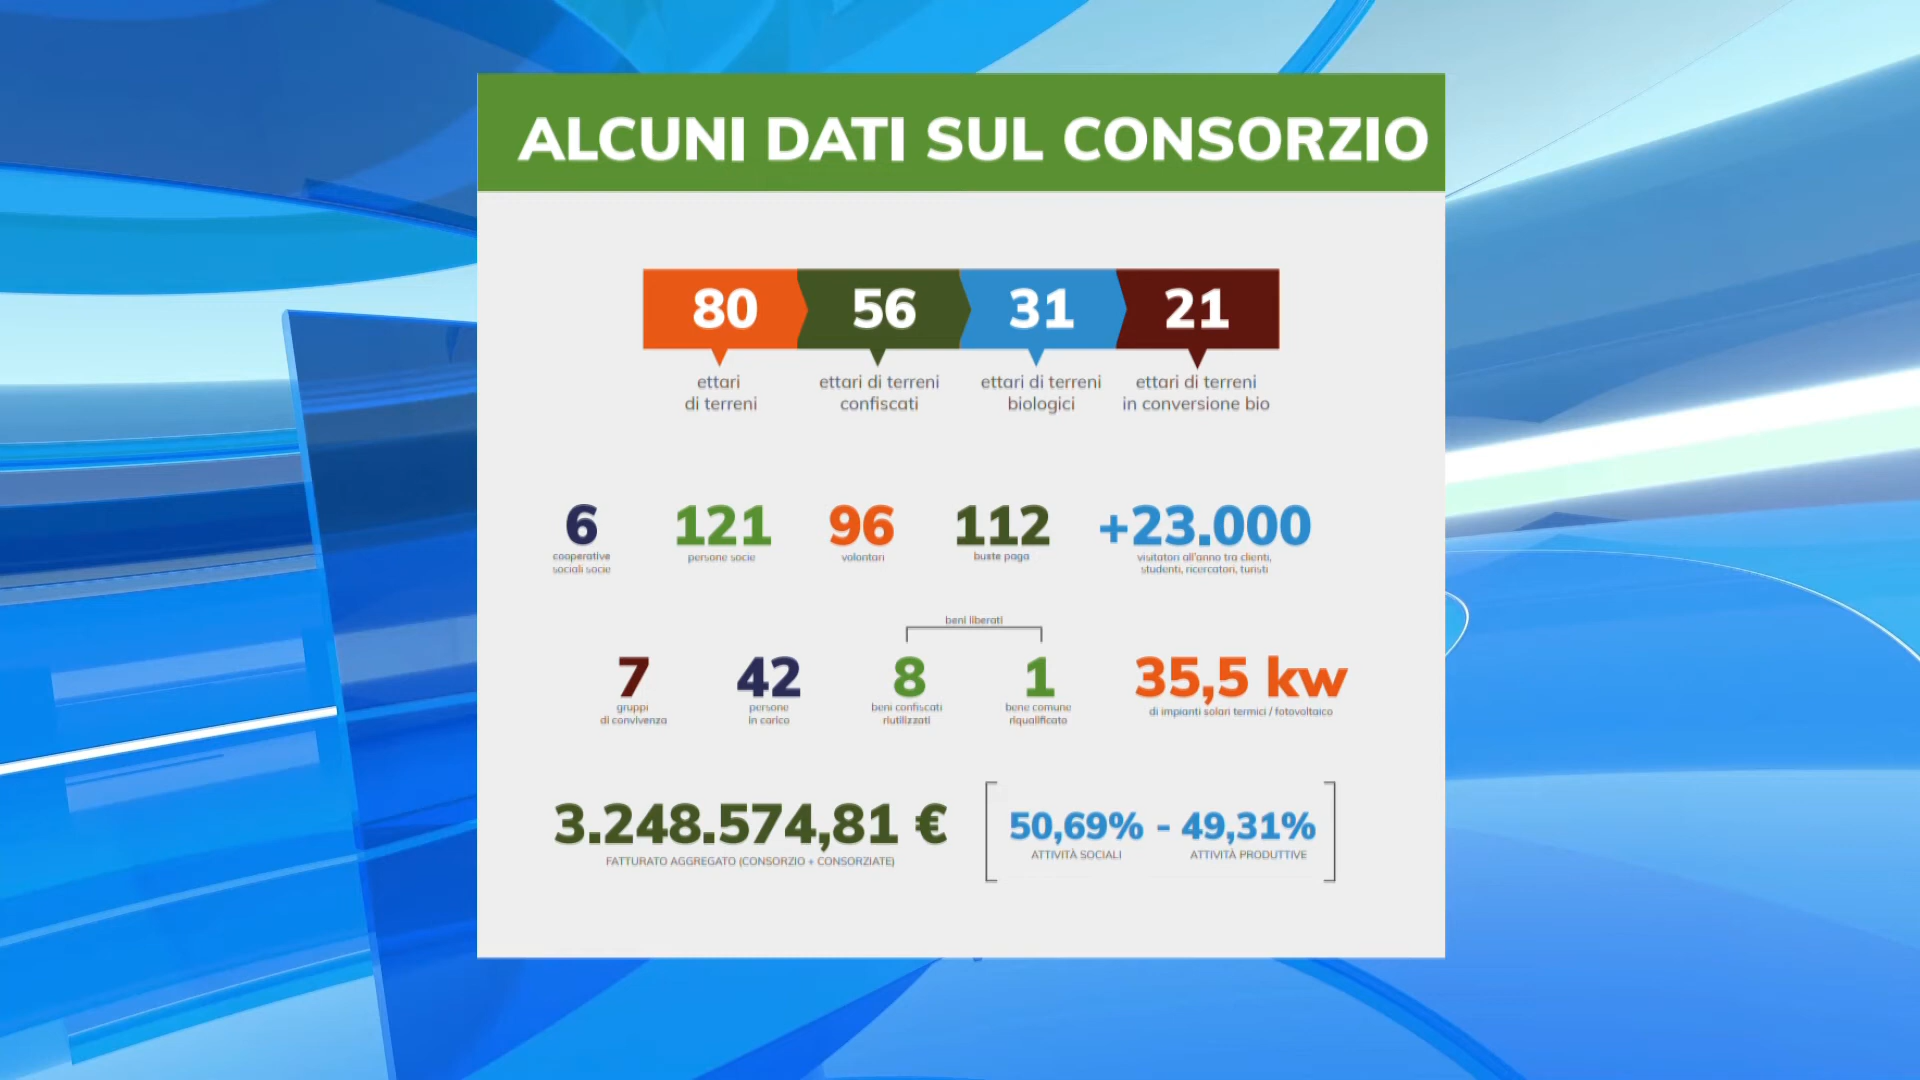 ALCUNI DATI SUL CONSORZIO
80 56 31 21
ettari ettari di terreni ettari di terreni ettari di terreni
di terreni confiscati biologici in conversione bio
6 121 96 112 +23.000
cooperative persone socie volontari buste paga visitatori all'anno tra clienti,
sociali socie studenti, ricercatori, turisti
beni liberati
7 42 8 1 35,5 kw
gruppi persone beni confiscati bene comune di impianti solari termici / fotovoltaico
di convivenza in carico riutilizzati riqualificato
3.248.574,81 € 50,69% - 49,31%
FATTURATO AGGREGATO (CONSORZIO + CONSORZIATE) ATTIVITÀ SOCIALI ATTIVITÀ PRODUTTIVE